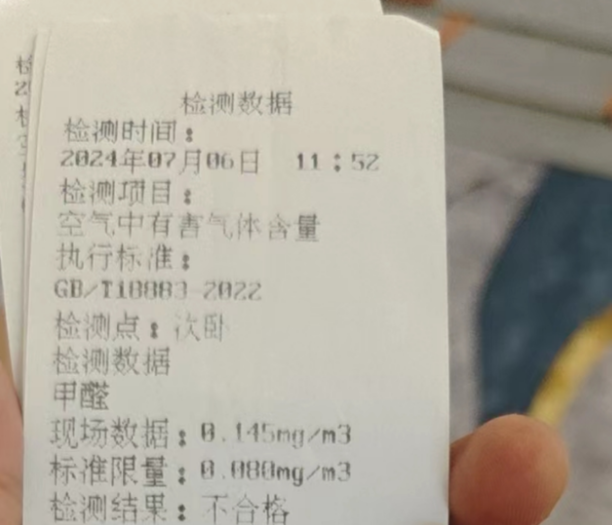 检测数据
检测时间：
2024年07月06日 11：52
检测项目：
空气中有害气体含量
执行标准：
GB/T18883-2022
检测点：次卧
检测数据
甲醛
现场数据：0.145mg/m3
标准限量：0.080mg/m3
检测结果：不合格